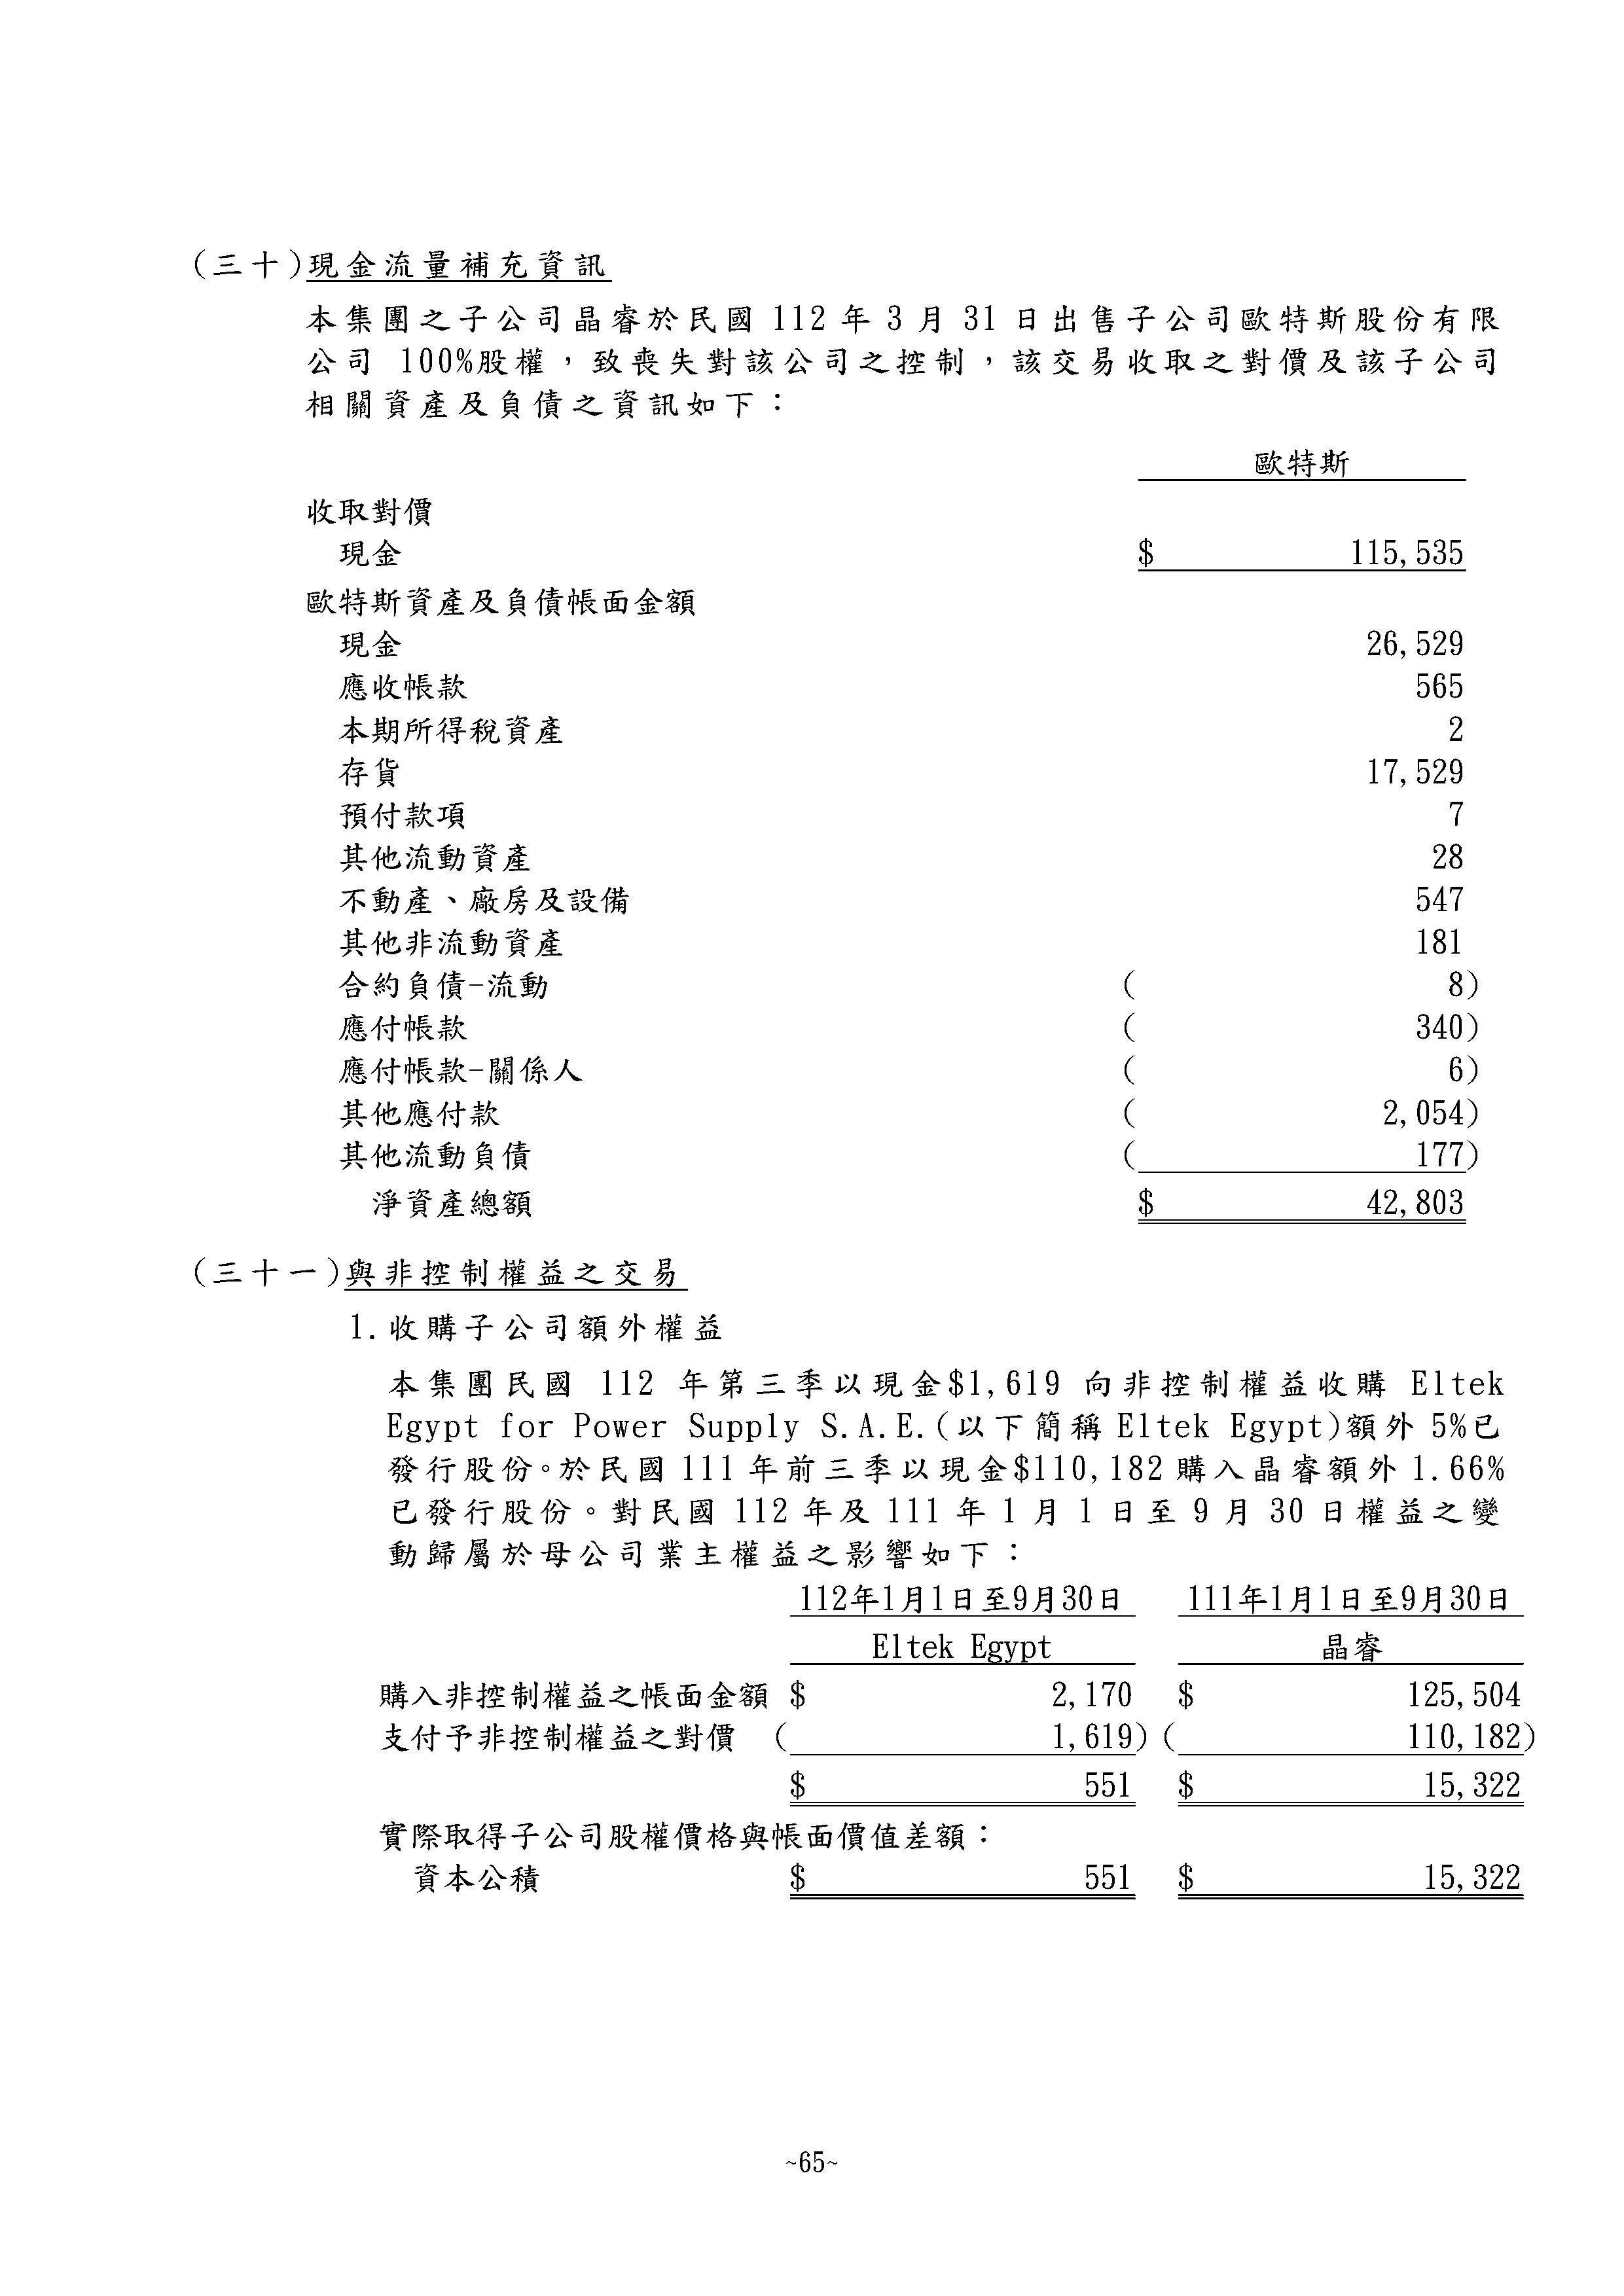 (三十)現金流量補充資訊
本集團之子公司晶睿於民國 112 年 3 月 31 日出售子公司歐特斯股份有限
公司 100%股權，致喪失對該公司之控制，該交易收取之對價及該子公司
相關資產及負債之資訊如下：
歐特斯
收取對價
現金 $ 115,535
歐特斯資產及負債帳面金額
現金 26,529
應收帳款 565
本期所得稅資產 2
存貨 17,529
預付款項 7
其他流動資產 28
不動產、廠房及設備 547
其他非流動資產 181
合約負債-流動 ( 8)
應付帳款 ( 340)
應付帳款-關係人 ( 6)
其他應付款 ( 2,054)
其他流動負債 ( 177)
淨資產總額 $ 42,803
(三十一)與非控制權益之交易
1.收購子公司額外權益
本集團民國 112 年第三季以現金$1,619 向非控制權益收購 Eltek
Egypt for Power Supply S.A.E.(以下簡稱 Eltek Egypt)額外 5%已
發行股份。於民國 111 年前三季以現金$110,182 購入晶睿額外 1.66%
已發行股份。對民國 112 年及 111 年 1 月 1 日至 9 月 30 日權益之變
動歸屬於母公司業主權益之影響如下：
112年1月1日至9月30日 111年1月1日至9月30日
Eltek Egypt 晶睿
購入非控制權益之帳面金額 $ 2,170 $ 125,504
支付予非控制權益之對價 ( 1,619) ( 110,182)
$ 551 $ 15,322
實際取得子公司股權價格與帳面價值差額：
資本公積 $ 551 $ 15,322
~65~